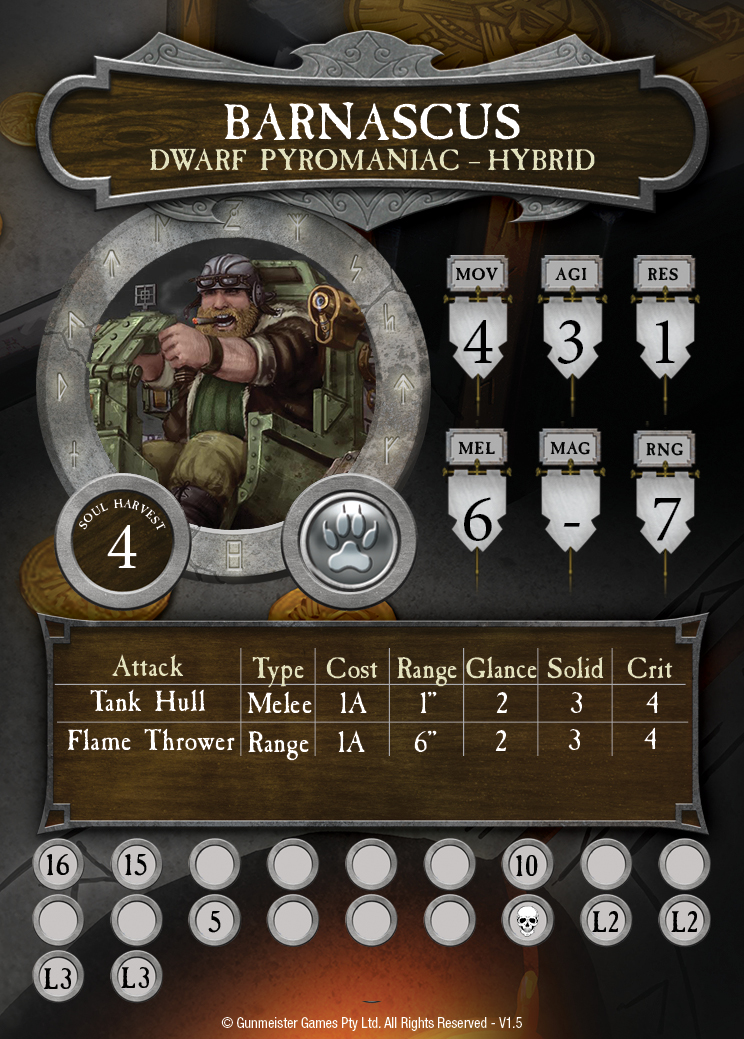 BARNASCUS
DWARF PYROMANIAC – HYBRID
MOV AGI RES
4 3 1
MEL MAG RNG
6 - 7
SOUL HARVEST
4
Attack Type Cost Range Glance Solid Crit
Tank Hull Melee 1A 1” 2 3 4
Flame Thrower Range 1A 6” 2 3 4
16 15 10
5 L2 L2
L3 L3
© Gunmeister Games Pty Ltd. All Rights Reserved - V1.5